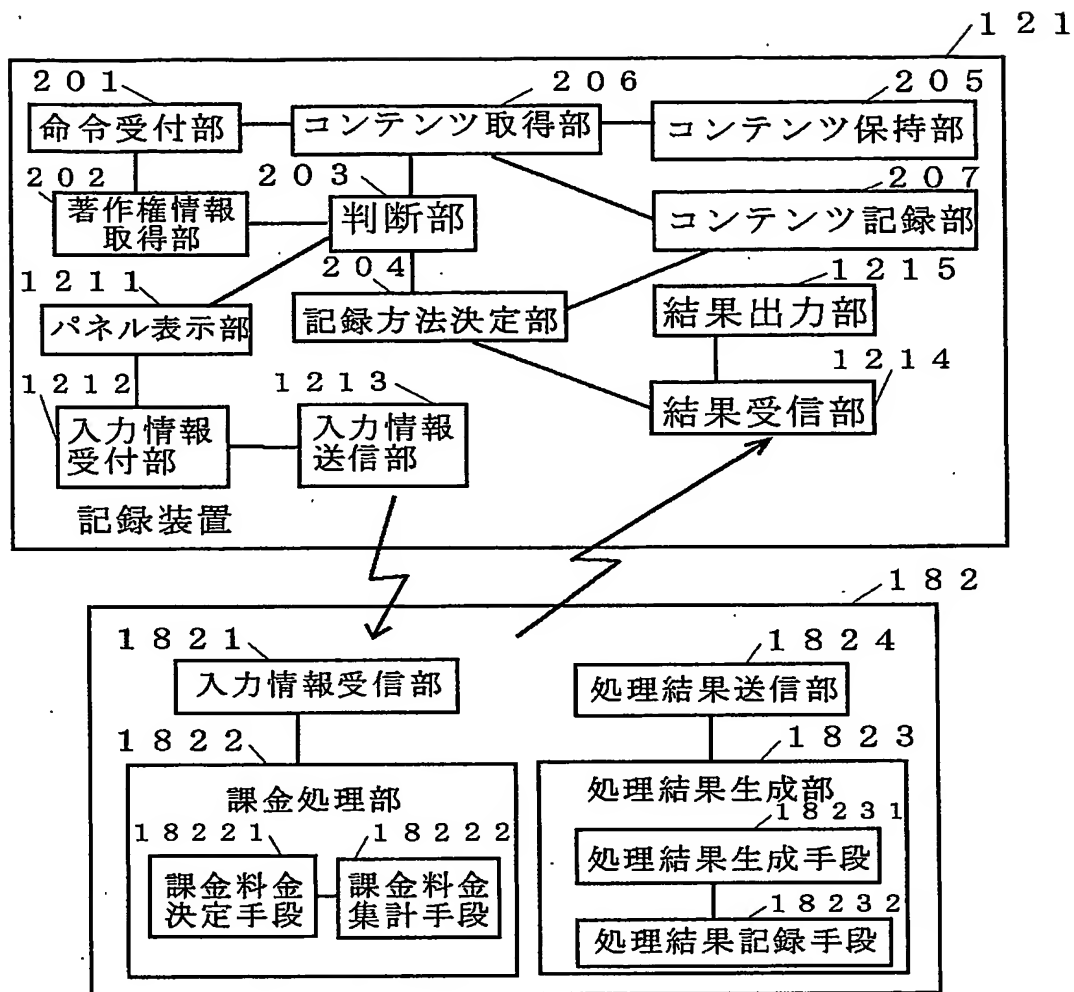 １２１
２０１
２０６
２０５
命令受付部
コンテンツ取得部
コンテンツ保持部
２０２
２０３
２０７
著作権情報
取得部
判断部
コンテンツ記録部
２０４
１２１１
１２１５
パネル表示部
記録方法決定部
結果出力部
１２１２
１２１３
１２１４
入力情報
受付部
入力情報
送信部
結果受信部
記録装置
１８２
１８２１
１８２４
入力情報受信部
処理結果送信部
１８２２
１８２３
課金処理部
処理結果生成部
１８２２１
１８２２２
１８２３１
課金料金
決定手段
課金料金
集計手段
処理結果生成手段
１８２３２
処理結果記録手段